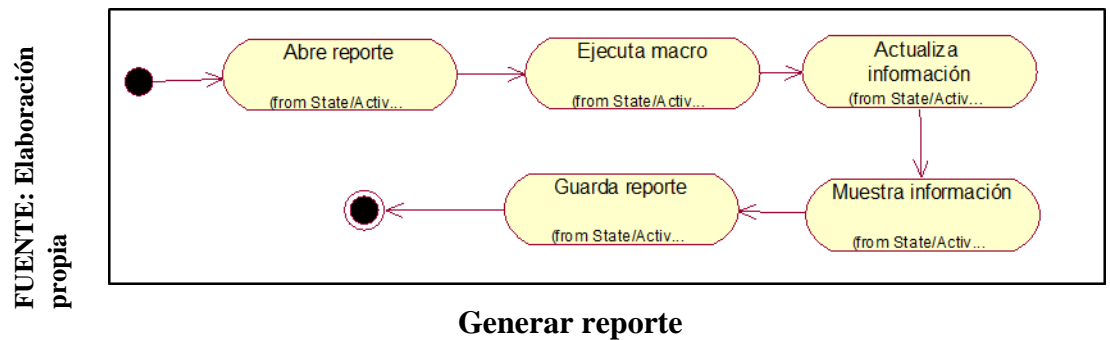 FUENTE: Elaboración
propia
Abre reporte
(from State/Activ...
Ejecuta macro
(from State/Activ...
Actualiza
información
(from State/Activ...
Muestra información
(from State/Activ...
Guarda reporte
(from State/Activ...
Generar reporte